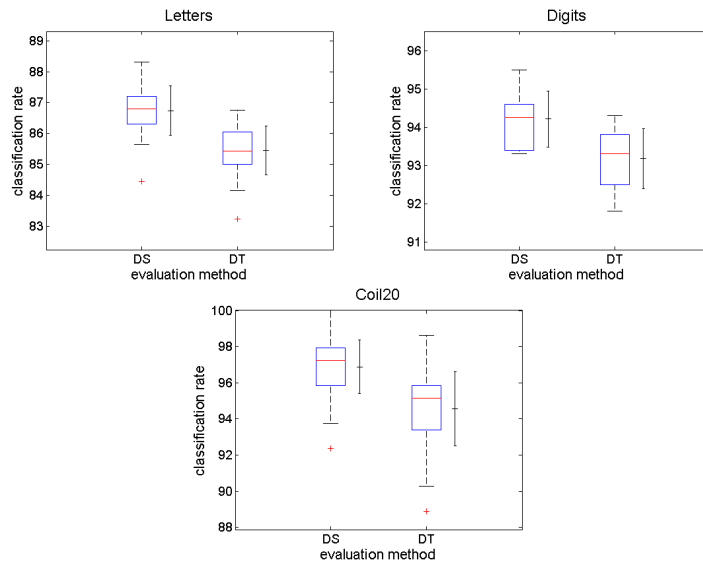 Letters
89
88
87
86
85
84
83
classification rate
DS
DT
evaluation method
Digits
96
95
94
93
92
91
classification rate
DS
DT
evaluation method
Coil20
100
98
96
94
92
90
88
classification rate
DS
DT
evaluation method